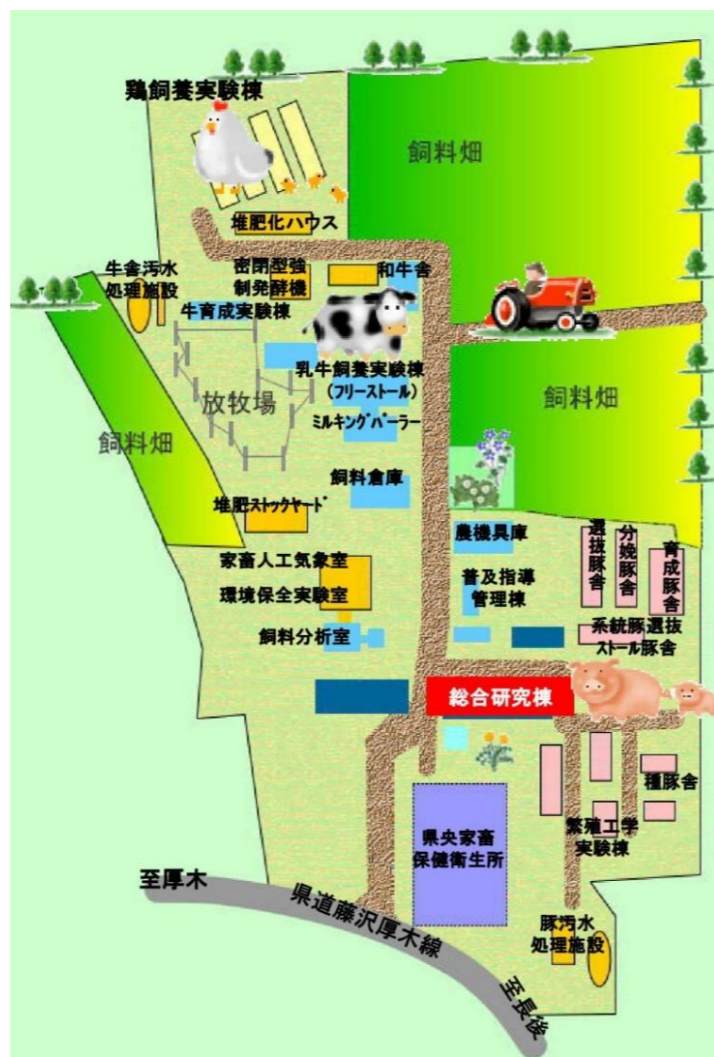 鶏飼養実験棟
飼料畑
堆肥化ハウス
牛舎汚水
処理施設
密閉型強
制発酵機
和牛舎
牛育成実験棟
乳牛飼養実験棟
(フリーストール)
放牧場
ミルキングパーラー
飼料畑
飼料畑
飼料倉庫
堆肥ストックヤード
農機具庫
選抜豚舎
分娩豚舎
育成豚舎
家畜人工気象室
環境保全実験室
普及指導
管理棟
飼料分析室
系統豚選抜
ストール豚舎
総合研究棟
種豚舎
繁殖工学
実験棟
県央家畜
保健衛生所
至厚木
県道藤沢厚木線
豚汚水
処理施設
至長後